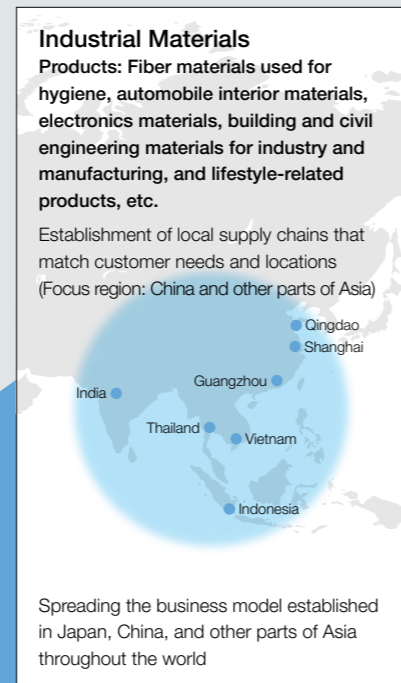 Industrial Materials
Products: Fiber materials used for
hygiene, automobile interior materials,
electronics materials, building and civil
engineering materials for industry and
manufacturing, and lifestyle-related
products, etc.
Establishment of local supply chains that
match customer needs and locations
(Focus region: China and other parts of Asia)
Qingdao
Shanghai
Guangzhou
India
Thailand
Vietnam
Indonesia
Spreading the business model established
in Japan, China, and other parts of Asia
throughout the world